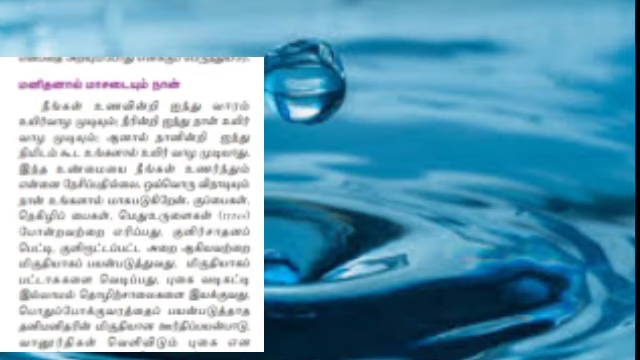 மனிதனால் மாசடையும் நான்
நீங்கள் உணவின்றி ஐந்து வாரம்
உயிர்வாழ முடியும்; நீரின்றி ஐந்து நாள் உயிர்
வாழ முடியும்; ஆனால் நானின்றி ஐந்து
நிமிடம் கூட உங்களால் உயிர் வாழ முடியாது.
இந்த உண்மையை நீங்கள் உணர்ந்தும்
என்னை நேசிப்பதில்லை. ஒவ்வொரு விநாடியும்
நான் உங்களால் மாசுபடுகிறேன். குப்பைகள்,
நெகிழிப் பைகள், மெதுஉருளைகள் (tyre)
போன்றவற்றை எரிப்பது, குளிர்சாதனப்
பெட்டி, குளிரூட்டப்பட்ட அறை ஆகியவற்றை
மிகுதியாகப் பயன்படுத்துவது, மிகுதியாகப்
பட்டாசுகளை வெடிப்பது, புகை வடிகட்டி
இல்லாமல் தொழிற்சாலைகளை இயக்குவது,
பொதுப்போக்குவரத்தைப் பயன்படுத்தாத
தனிமனிதரின் மிகுதியான ஊர்திப்பயன்பாடு,
வானூர்திகள் வெளிவிடும் புகை என